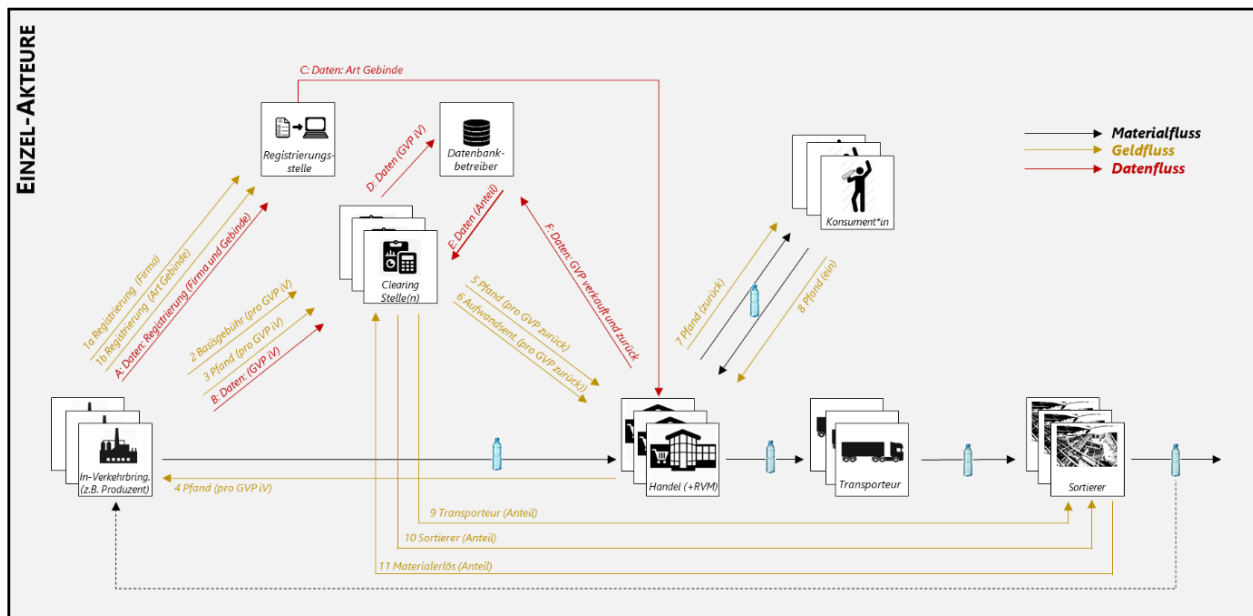 EINZEL-AKTEURE
C: Daten: Art Gebinde
Registrierungs-
stelle
Datenbank-
betreiber
Konsument*in
Materialfluss
Geldfluss
Datenfluss
D: Daten (GVP iV)
E: Daten (Anteil)
F: Daten: GVP verkauft und zurück
Clearing
Stelle(n)
1a Registrierung (Firma)
1b Registrierung (Art Gebinde)
A: Daten: Registrierung (Firma und Gebinde)
2 Basisgebühr (pro GVP iV)
3 Pfand (pro GVP iV)
B: Daten: (GVP iV)
5 Pfand (pro GVP zurück)
6 Aufwandsent. (pro GVP zurück))
7 Pfand (zurück)
8 Pfand (ein)
In-Verkehrbring.
(z.B. Produzent)
Handel (+RVM)
Transporteur
Sortierer
4 Pfand (pro GVP iV)
9 Transporteur (Anteil)
10 Sortierer (Anteil)
11 Materialerlös (Anteil)